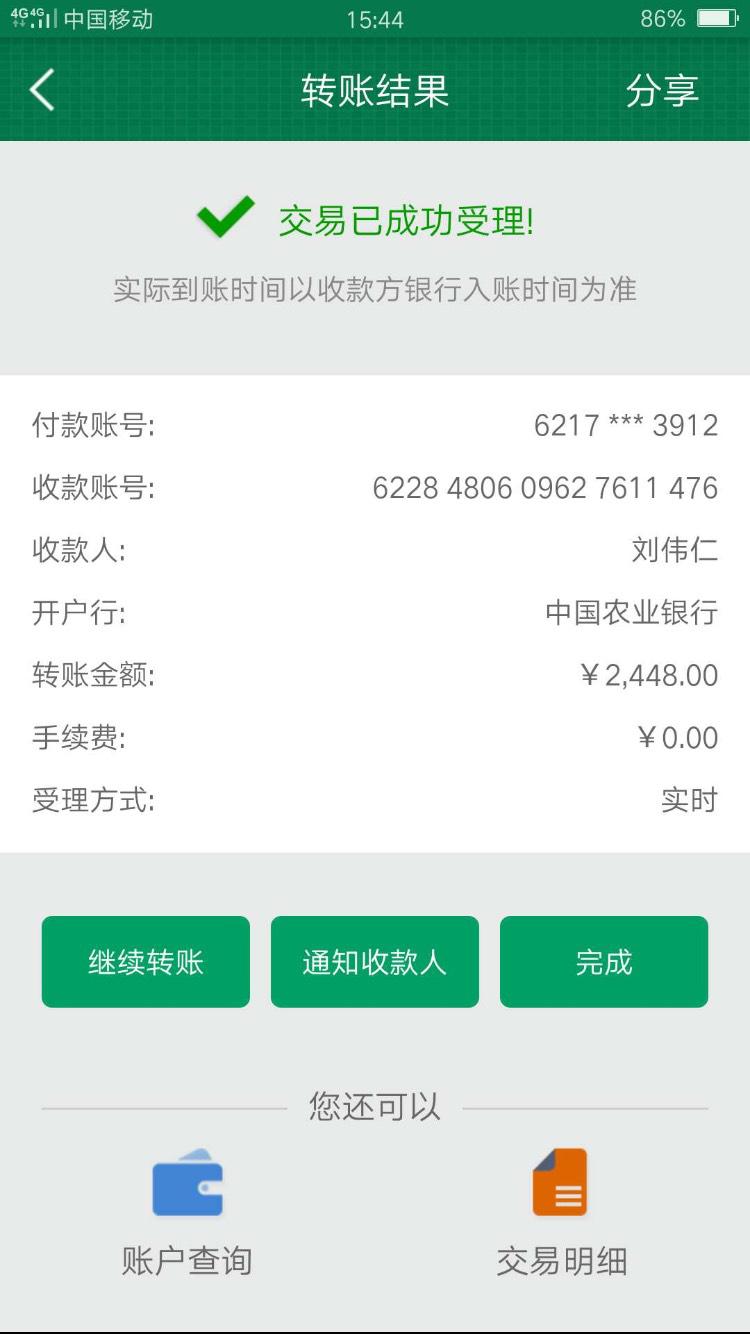 4G 4G 中国移动 15:44 86%
转账结果 分享
交易已成功受理!
实际到账时间以收款方银行入账时间为准
付款账号: 6217 *** 3912
收款账号: 6228 4806 0962 7611 476
收款人: 刘伟仁
开户行: 中国农业银行
转账金额: ￥2,448.00
手续费: ￥0.00
受理方式: 实时
继续转账 通知收款人 完成
您还可以
账户查询 交易明细